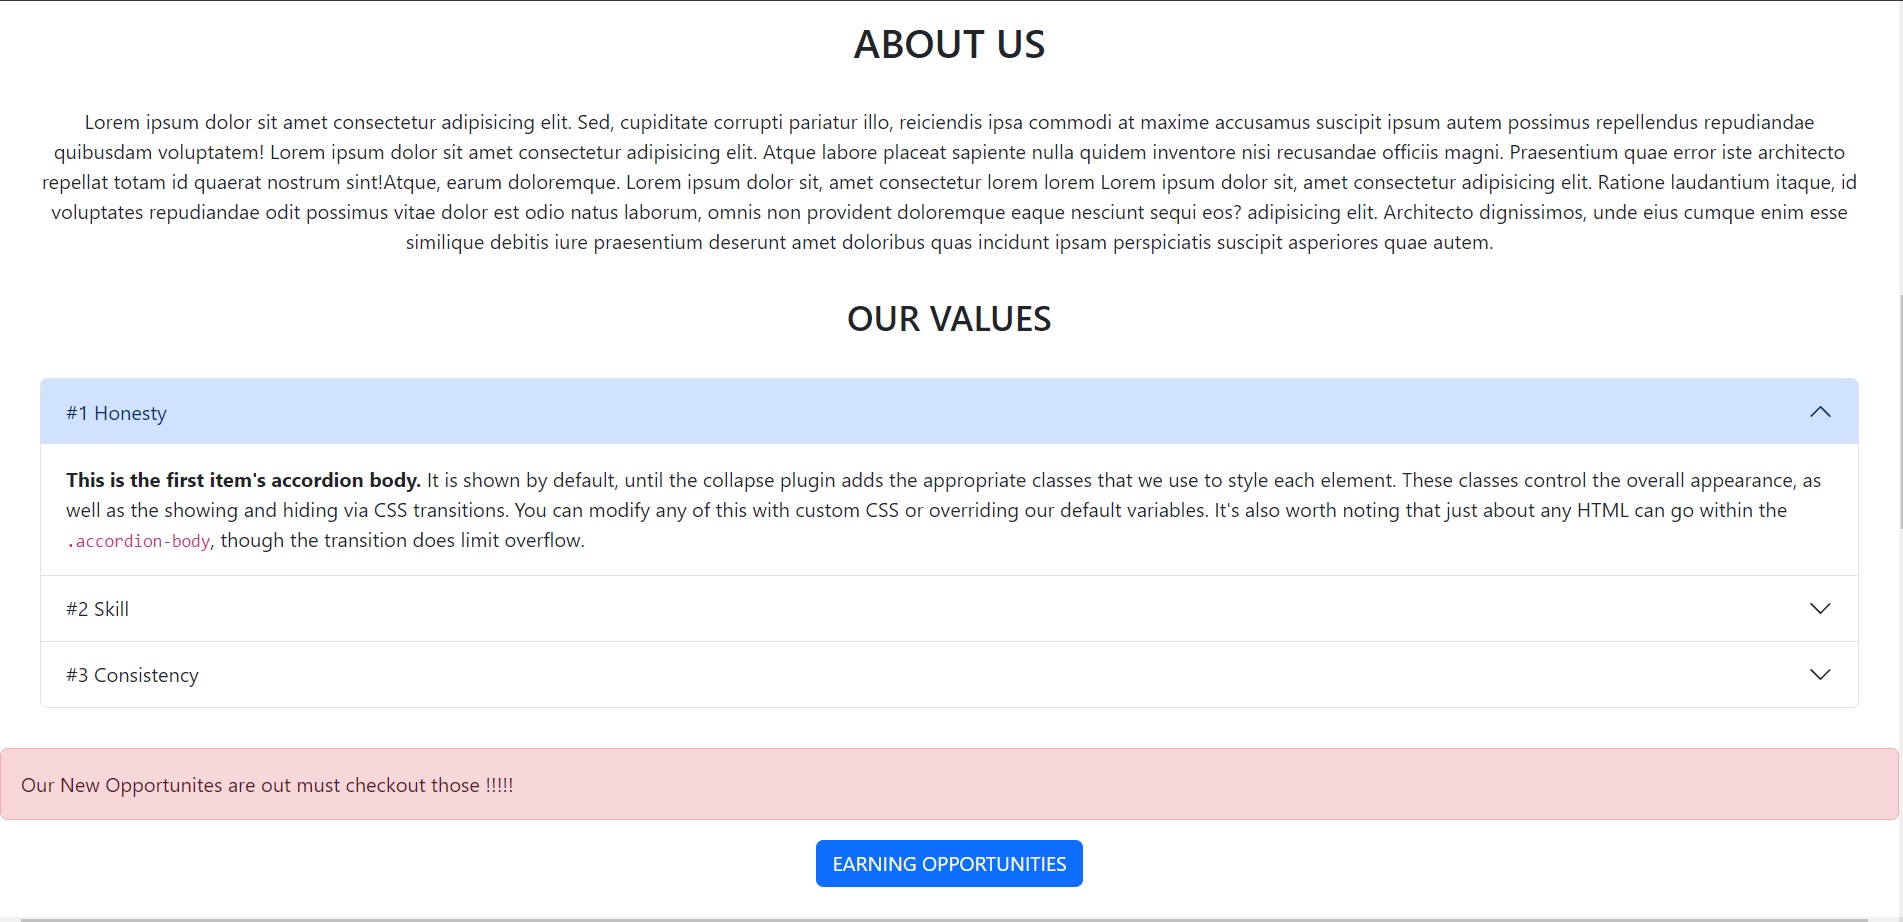 ABOUT US
Lorem ipsum dolor sit amet consectetur adipisicing elit. Sed, cupiditate corrupti pariatur illo, reiciendis ipsa commodi at maxime accusamus suscipit ipsum autem possimus repellendus repudiandae
quibusdam voluptatem! Lorem ipsum dolor sit amet consectetur adipisicing elit. Atque labore placeat sapiente nulla quidem inventore nisi recusandae officiis magni. Praesentium quae error iste architecto
repellat totam id quaerat nostrum sint!Atque, earum doloremque. Lorem ipsum dolor sit, amet consectetur lorem lorem Lorem ipsum dolor sit, amet consectetur adipisicing elit. Ratione laudantium itaque, id
voluptates repudiandae odit possimus vitae dolor est odio natus laborum, omnis non provident doloremque eaque nesciunt sequi eos? adipisicing elit. Architecto dignissimos, unde eius cumque enim esse
similique debitis iure praesentium deserunt amet doloribus quas incidunt ipsam perspiciatis suscipit asperiores quae autem.
OUR VALUES
#1 Honesty
This is the first item's accordion body. It is shown by default, until the collapse plugin adds the appropriate classes that we use to style each element. These classes control the overall appearance, as
well as the showing and hiding via CSS transitions. You can modify any of this with custom CSS or overriding our default variables. It's also worth noting that just about any HTML can go within the
.accordion-body, though the transition does limit overflow.
#2 Skill
#3 Consistency
Our New Opportunites are out must checkout those !!!!!
EARNING OPPORTUNITIES